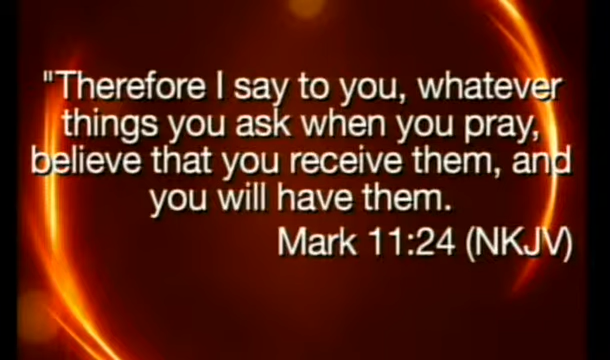 "Therefore I say to you, whatever
things you ask when you pray,
believe that you receive them, and
you will have them.
Mark 11:24 (NKJV)